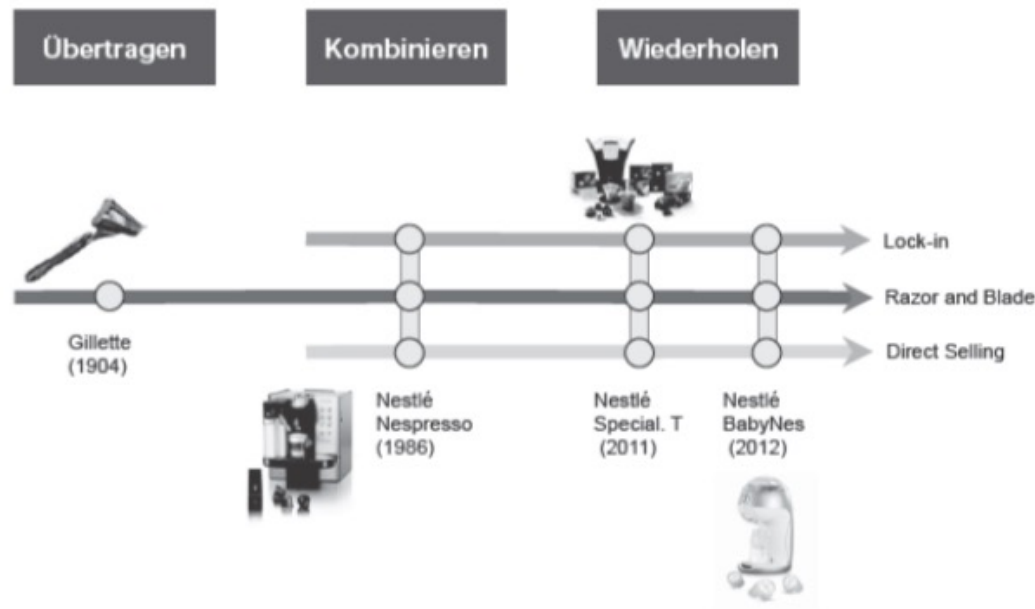 Übertragen
Kombinieren
Wiederholen
Lock-in
Razor and Blade
Direct Selling
Gillette
(1904)
Nestlé
Nespresso
(1986)
Nestlé
Special. T
(2011)
Nestlé
BabyNes
(2012)